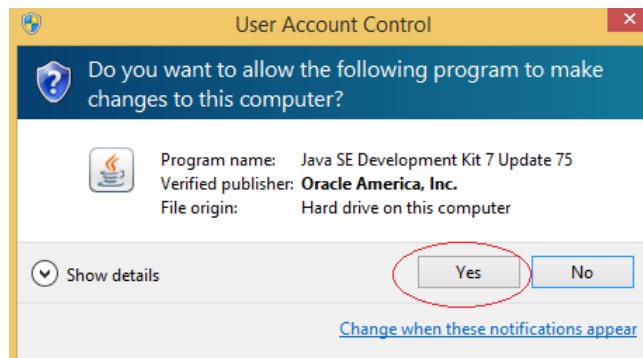 User Account Control
Do you want to allow the following program to make
changes to this computer?
Program name: Java SE Development Kit 7 Update 75
Verified publisher: Oracle America, Inc.
File origin: Hard drive on this computer
Show details
Yes
No
Change when these notifications appear